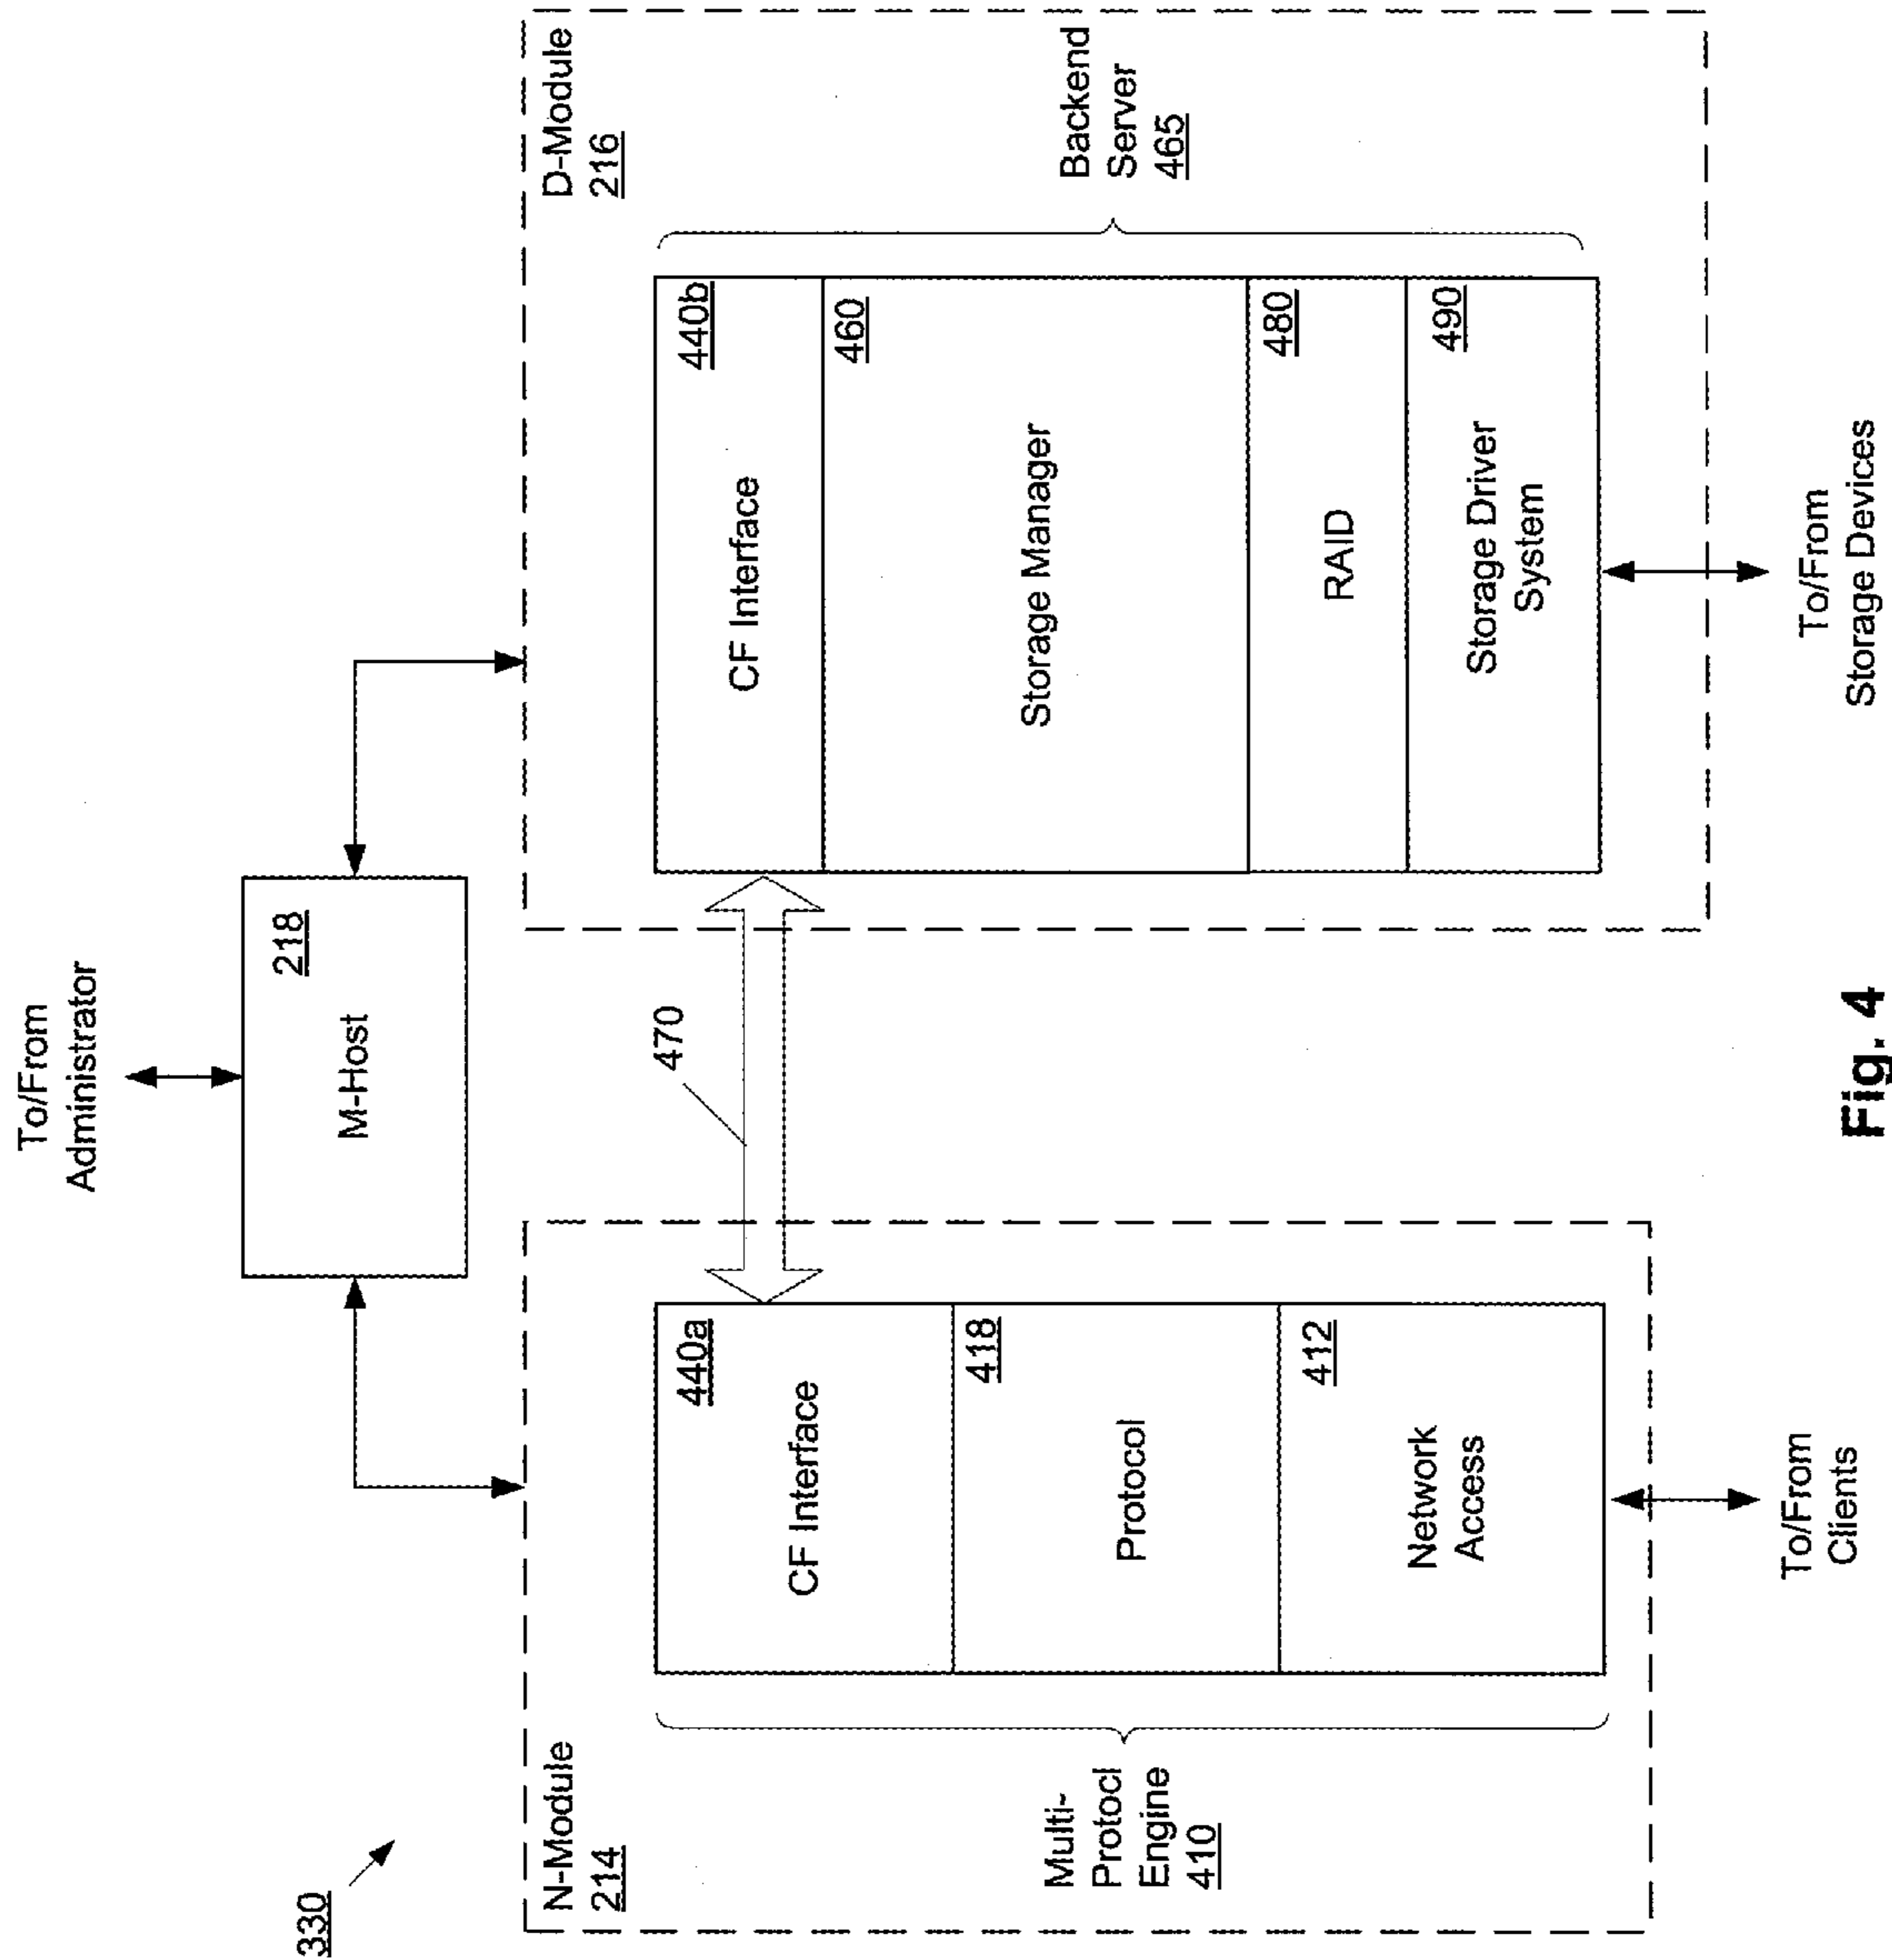 330
To/From
Administrator
M-Host
218
N-Module
214
Multi-
Protocl
Engine
410
CF Interface
440a
Protocol
418
Network
Access
412
To/From
Clients
470
D-Module
216
CF Interface
440b
Storage Manager
460
RAID
480
Storage Driver
System
490
Backend
Server
465
To/From
Storage Devices
Fig. 4